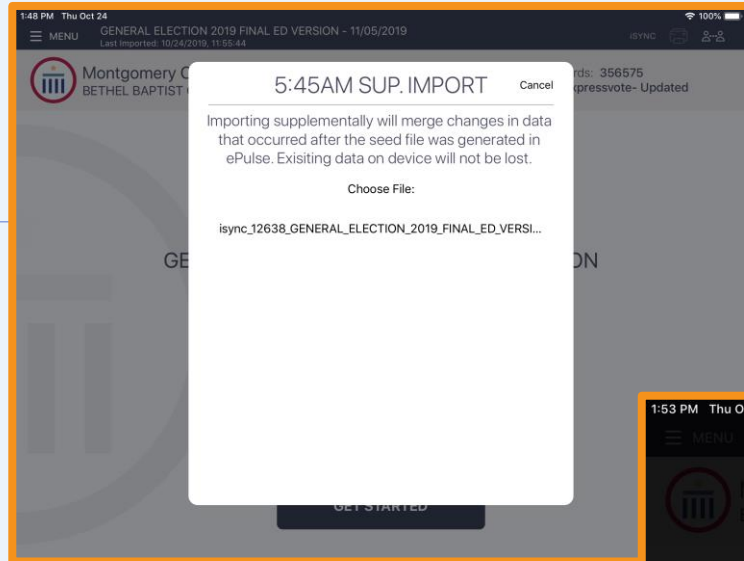 1:48 PM Thu Oct 24
100%
MENU
GENERAL ELECTION 2019 FINAL ED VERSION - 11/05/2019
Last Imported: 10/24/2019, 11:55:44
iSYNC
Montgomery C
BETHEL BAPTIST
rds: 356575
xpressvote- Updated
5:45AM SUP. IMPORT
Cancel
Importing supplementally will merge changes in data
that occurred after the seed file was generated in
ePulse. Exisiting data on device will not be lost.
Choose File:
isync_12638_GENERAL_ELECTION_2019_FINAL_ED_VERSI...
GE
ON
GET STARTED
1:53 PM Thu O
MENU